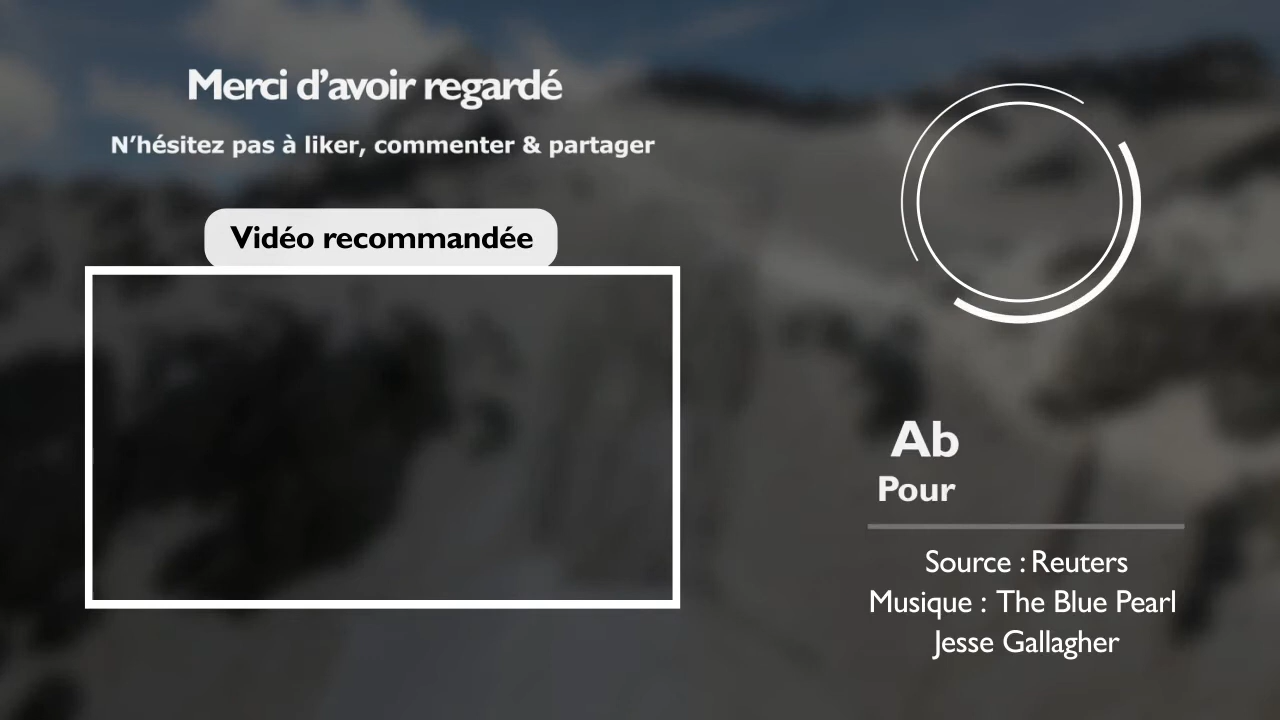 Merci d’avoir regardé
N’hésitez pas à liker, commenter & partager
Vidéo recommandée
Ab
Pour
Source : Reuters
Musique : The Blue Pearl
Jesse Gallagher